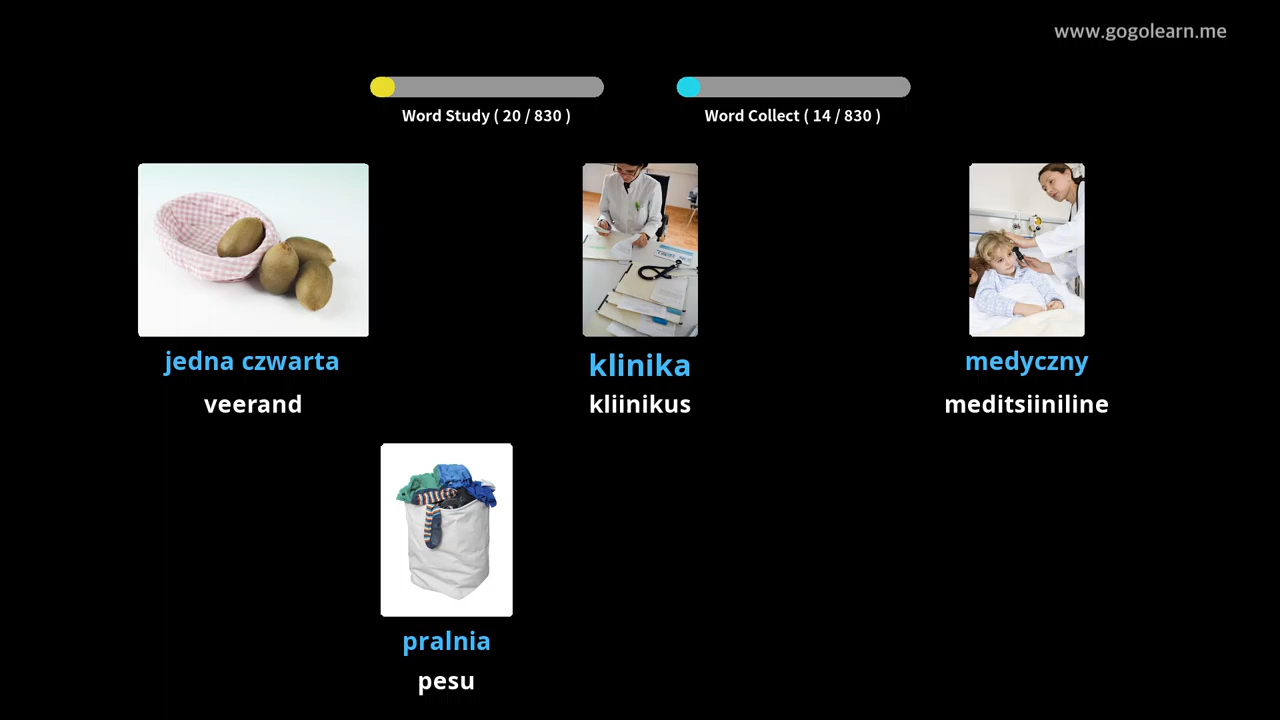 www.gogolearn.me
Word Study ( 20 / 830 )
Word Collect ( 14 / 830 )
jedna czwarta
klinika
medyczny
veerand
kliinikus
meditsiiniline
pralnia
pesu